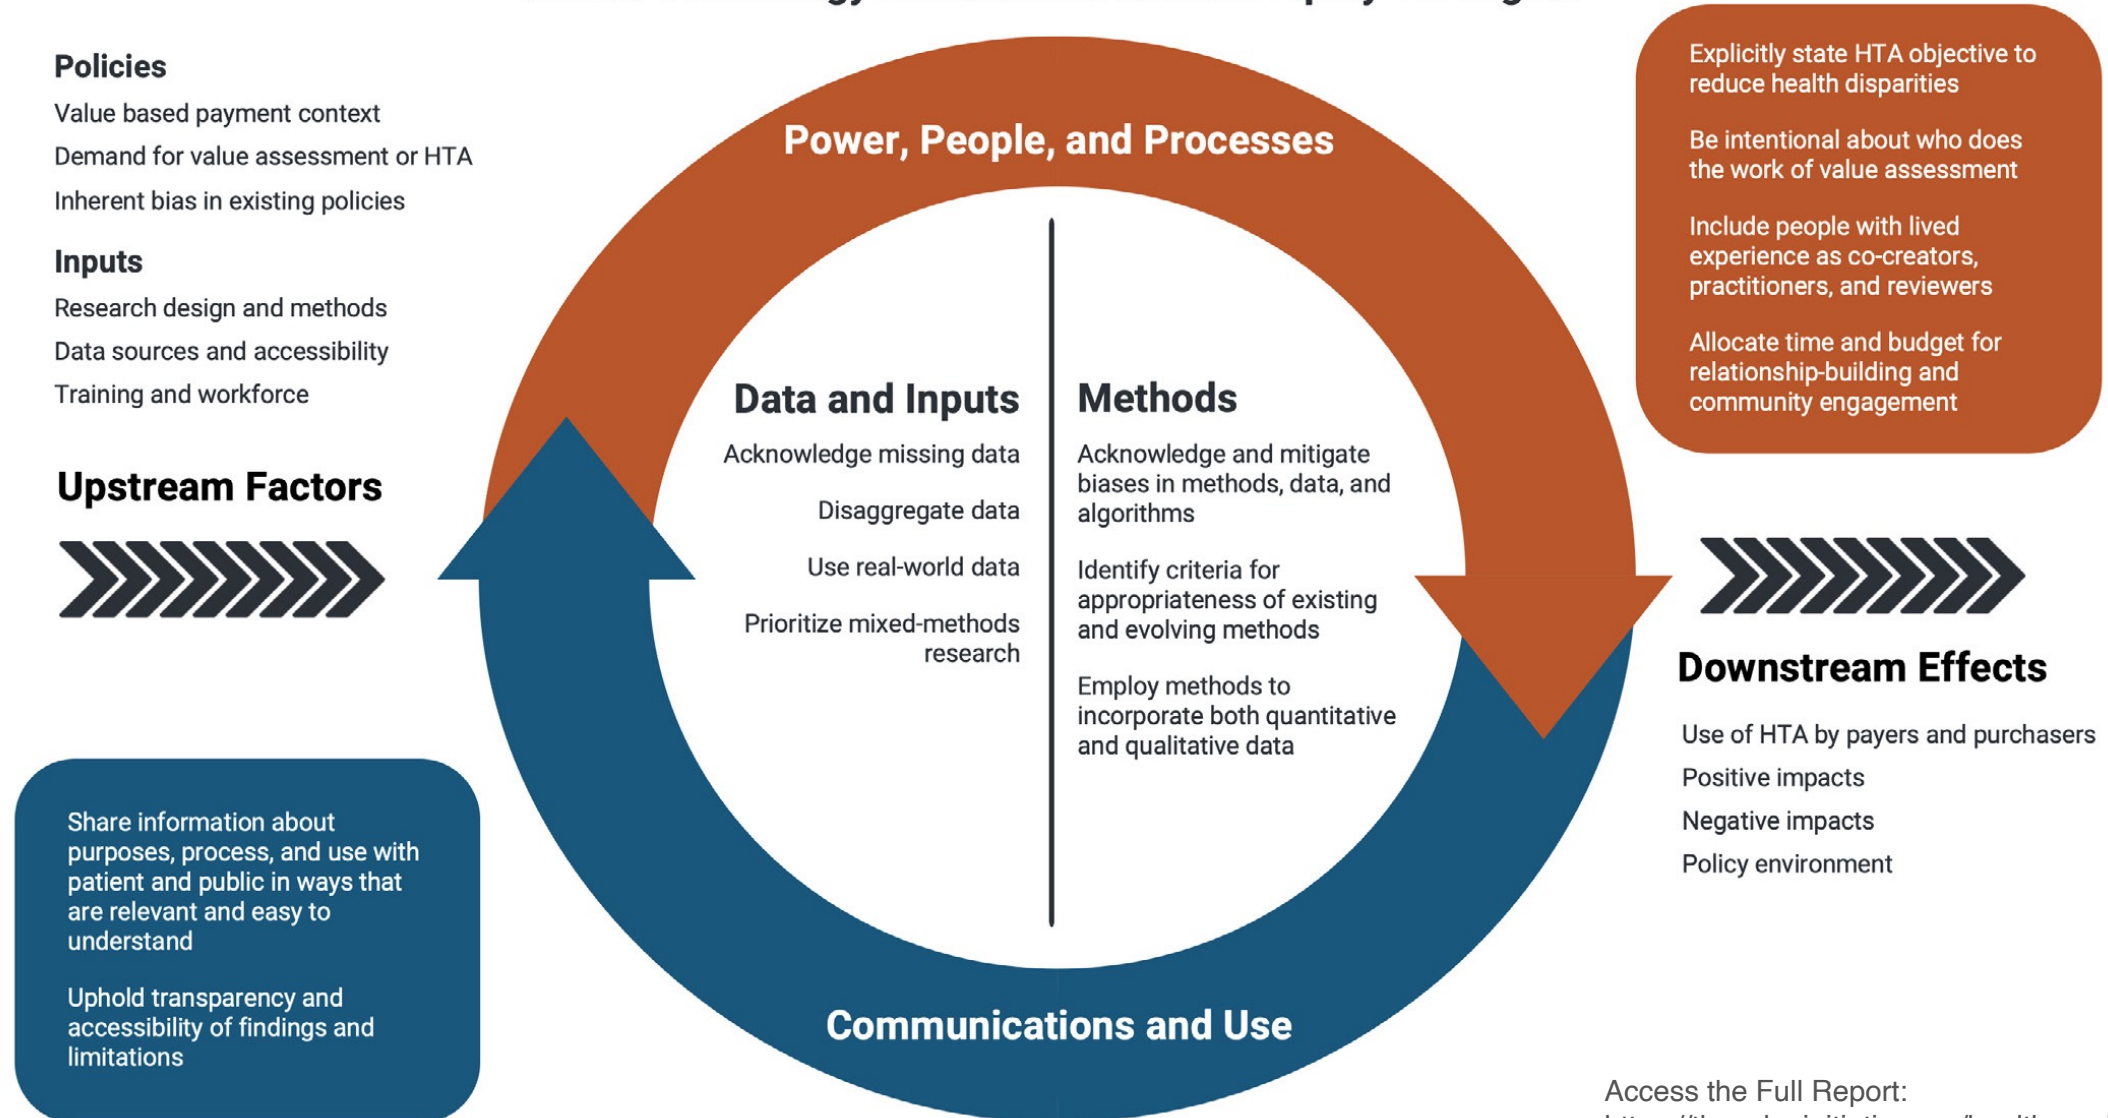 Policies
Value based payment context
Demand for value assessment or HTA
Inherent bias in existing policies
Inputs
Research design and methods
Data sources and accessibility
Training and workforce
Upstream Factors
Share information about
purposes, process, and use with
patient and public in ways that
are relevant and easy to
understand
Uphold transparency and
accessibility of findings and
limitations
Power, People, and Processes
Data and Inputs
Acknowledge missing data
Disaggregate data
Use real-world data
Prioritize mixed-methods
research
Methods
Acknowledge and mitigate
biases in methods, data, and
algorithms
Identify criteria for
appropriateness of existing
and evolving methods
Employ methods to
incorporate both quantitative
and qualitative data
Communications and Use
Explicitly state HTA objective to
reduce health disparities
Be intentional about who does
the work of value assessment
Include people with lived
experience as co-creators,
practitioners, and reviewers
Allocate time and budget for
relationship-building and
community engagement
Downstream Effects
Use of HTA by payers and purchasers
Positive impacts
Negative impacts
Policy environment
Access the Full Report: